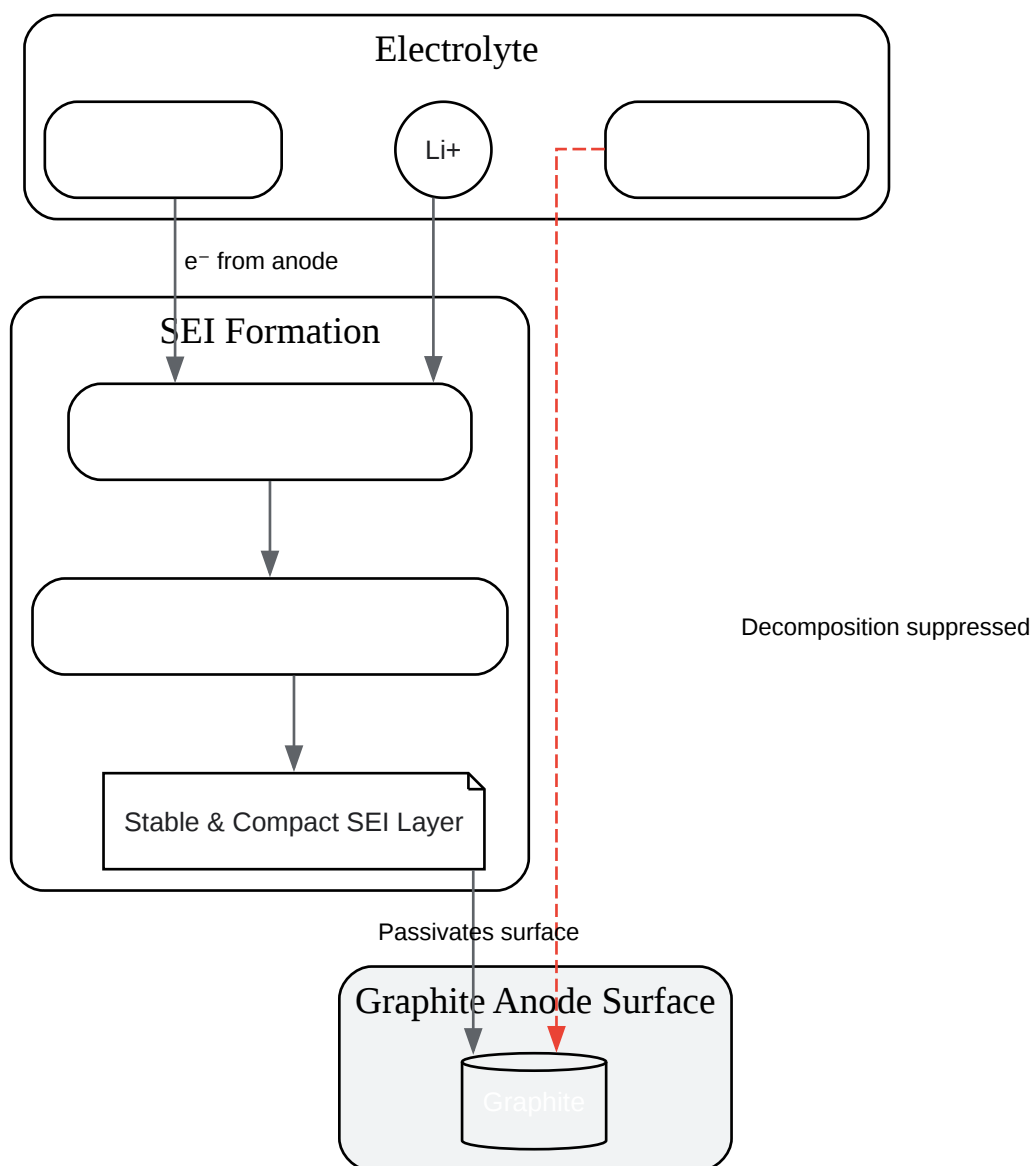 Electrolyte
Li+
e⁻ from anode
SEI Formation
Decomposition suppressed
Stable & Compact SEI Layer
Passivates surface
Graphite Anode Surface
Graphite